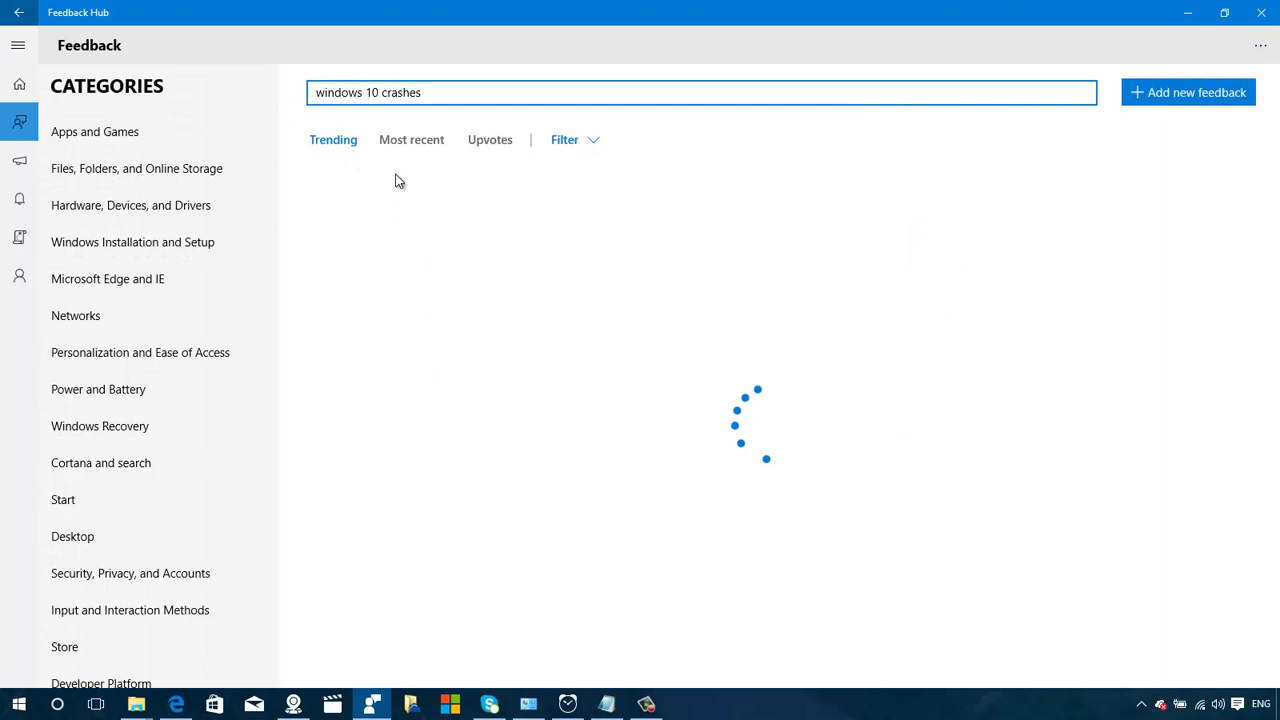 Feedback Hub
Feedback
CATEGORIES
windows 10 crashes
Add new feedback
Trending
Most recent
Upvotes
Filter
Apps and Games
Files, Folders, and Online Storage
Hardware, Devices, and Drivers
Windows Installation and Setup
Microsoft Edge and IE
Networks
Personalization and Ease of Access
Power and Battery
Windows Recovery
Cortana and search
Start
Desktop
Security, Privacy, and Accounts
Input and Interaction Methods
Store
Developer Platform
ENG